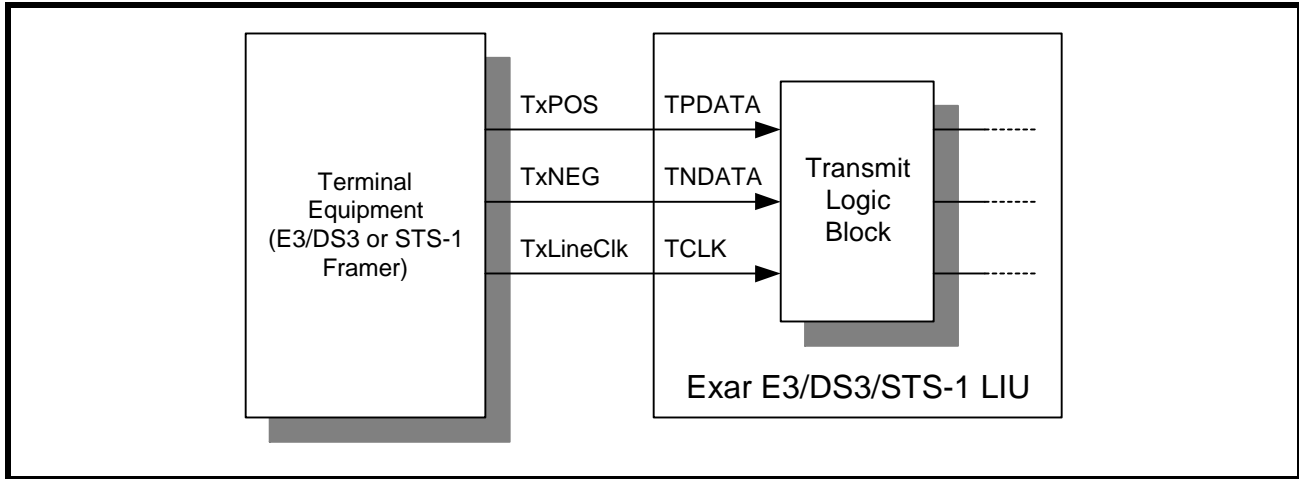 Terminal
Equipment
(E3/DS3 or STS-1
Framer)
TxPOS
TPDATA
TxNEG
TNDATA
TxLineClk
TCLK
Transmit
Logic
Block
Exar E3/DS3/STS-1 LIU